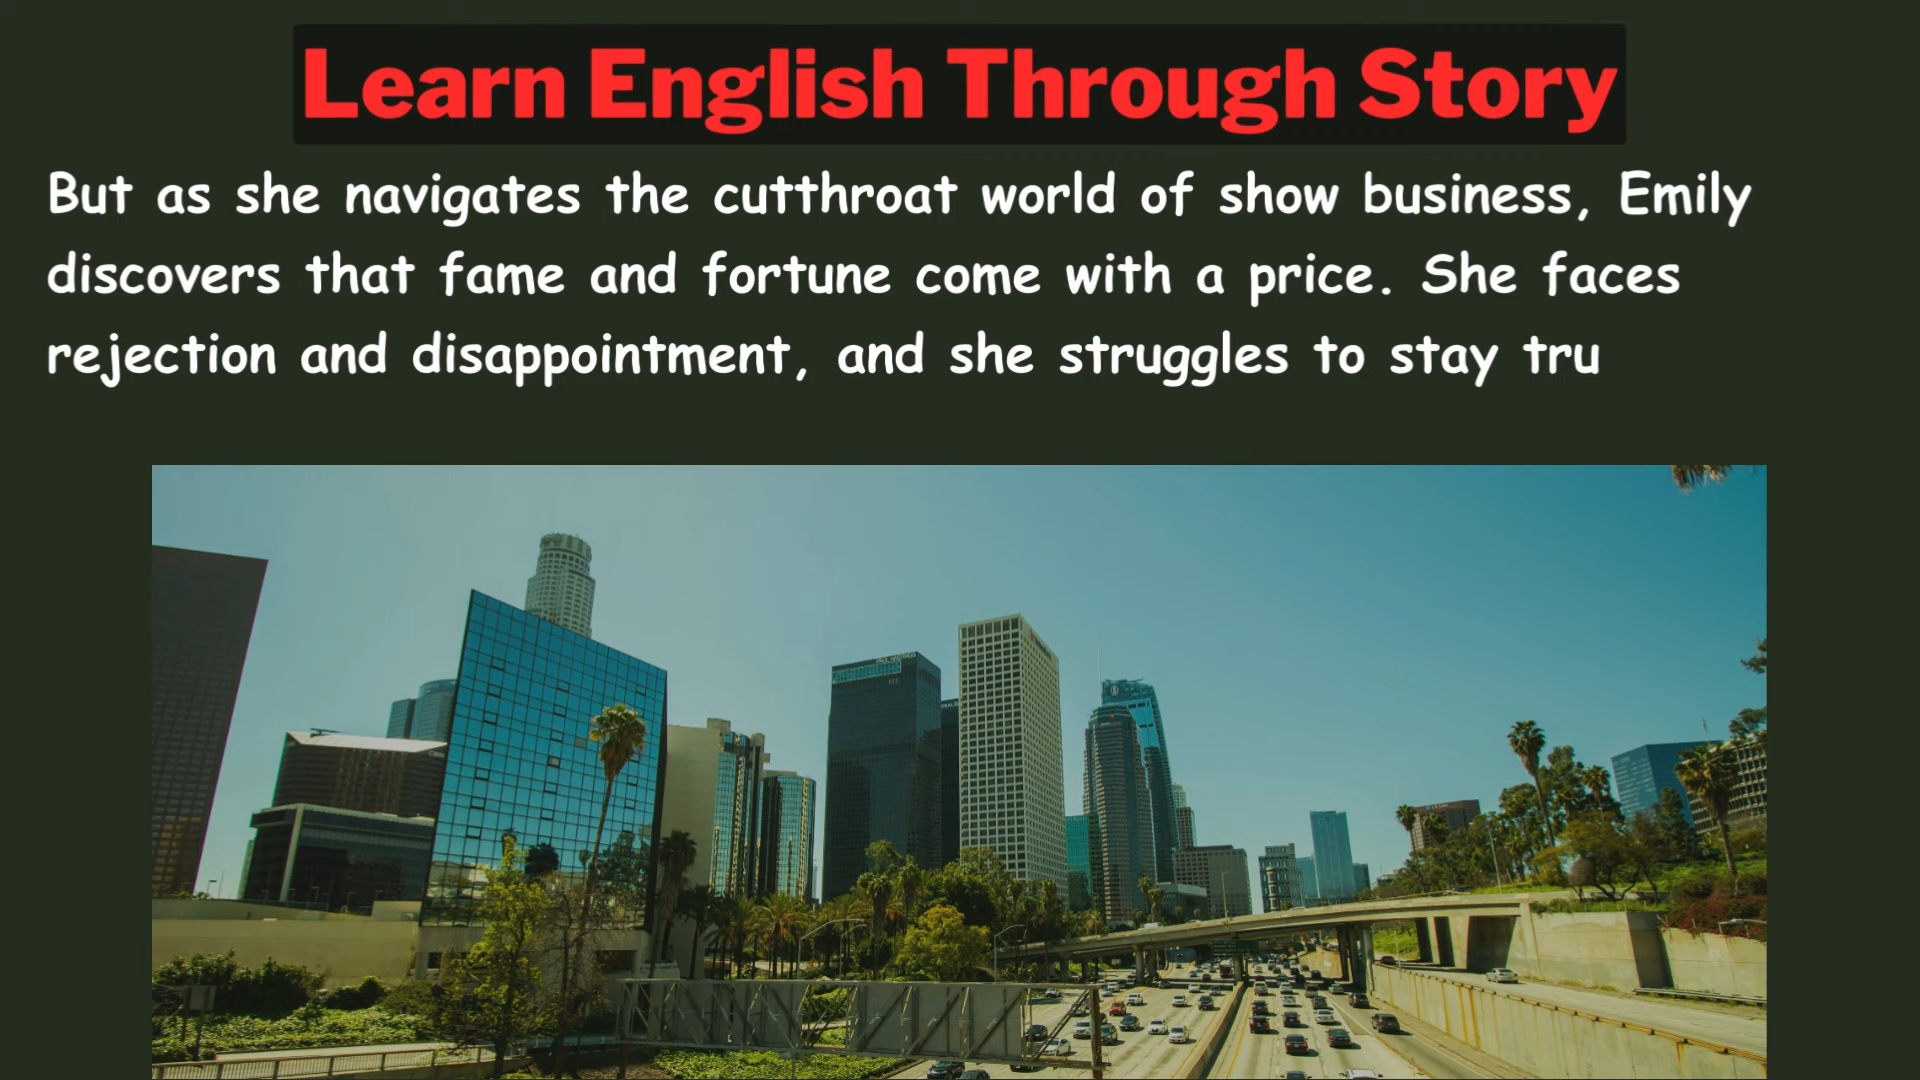 Learn English Through Story
But as she navigates the cutthroat world of show business, Emily
discovers that fame and fortune come with a price. She faces
rejection and disappointment, and she struggles to stay tru